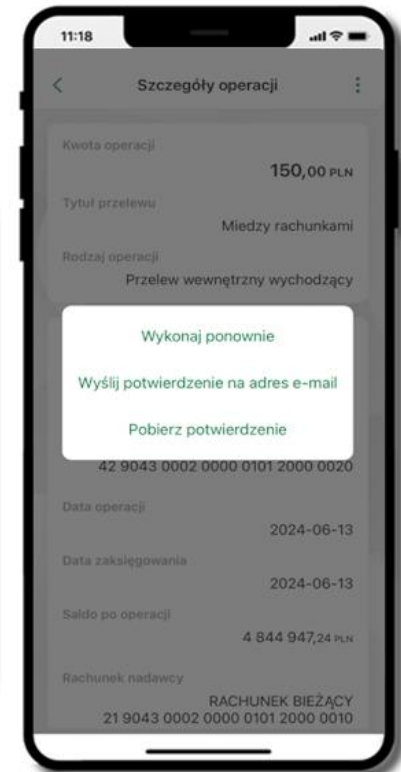 11:18
Szczegóły operacji
Kwota operacji
150,00 PLN
Tytuł przelewu
Miedzy rachunkami
Rodzaj operacji
Przelew wewnętrzny wychodzący
Wykonaj ponownie
Wyślij potwierdzenie na adres e-mail
Pobierz potwierdzenie
42 9043 0002 0000 0101 2000 0020
Data operacji
2024-06-13
Data zaksięgowania
2024-06-13
Saldo po operacji
4 844 947,24 PLN
Rachunek nadawcy
RACHUNEK BIEŻĄCY
21 9043 0002 0000 0101 2000 0010